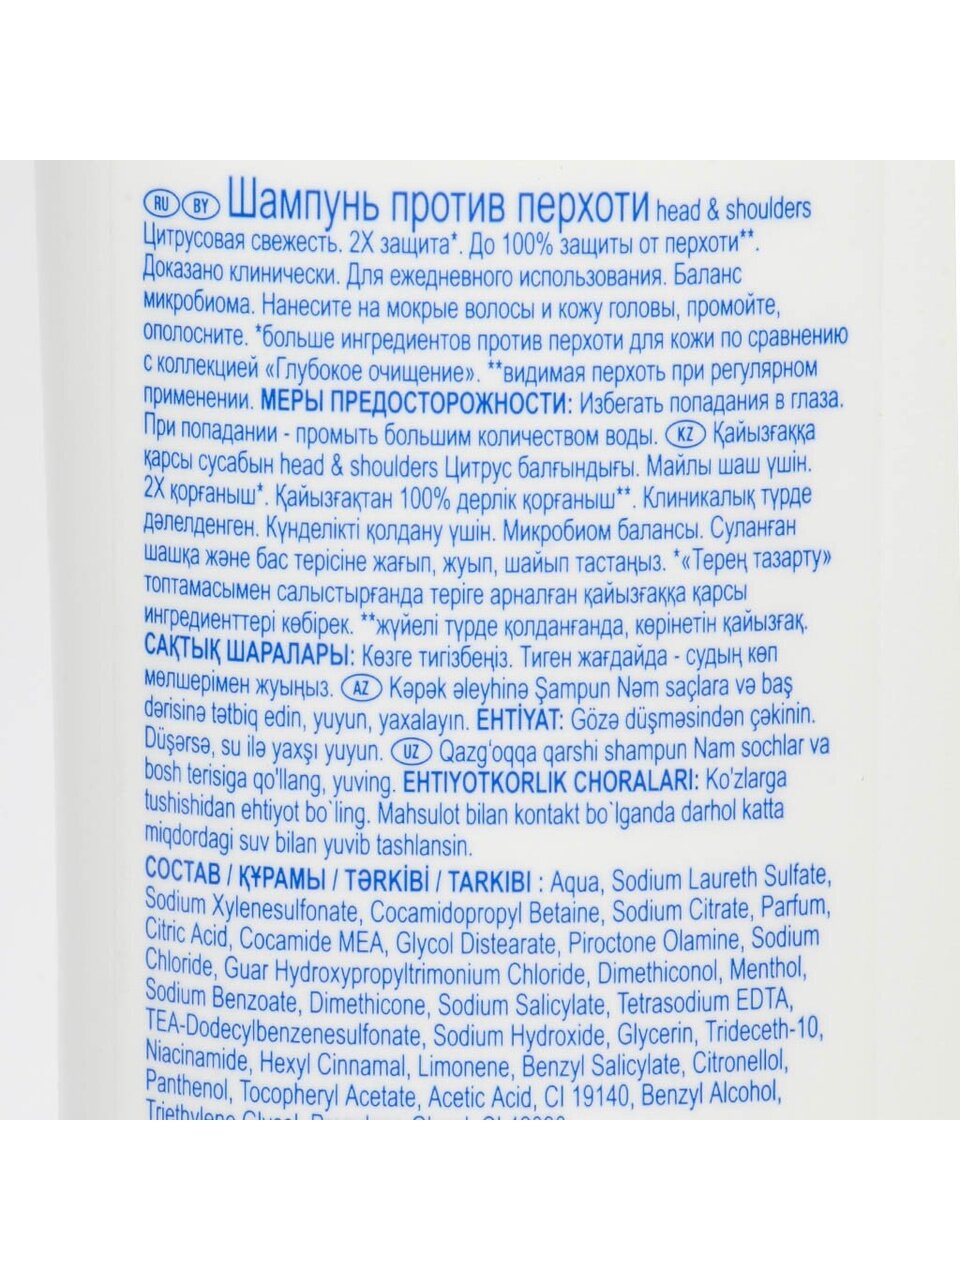 RU BY Шампунь против перхоти head & shoulders
Цитрусовая свежесть. 2X защита*. До 100% защиты от перхоти**.
Доказано клинически. Для ежедневного использования. Баланс
микробиома. Нанесите на мокрые волосы и кожу головы, промойте,
ополосните. *больше ингредиентов против перхоти для кожи по сравнению
с коллекцией «Глубокое очищение». **видимая перхоть при регулярном
применении. МЕРЫ ПРЕДОСТОРОЖНОСТИ: Избегать попадания в глаза.
При попадании - промыть большим количеством воды. KZ Қайызғаққа
қарсы сусабын head & shoulders Цитрус балғындығы. Майлы шаш үшін.
2X қорғаныш*. Қайызғақтан 100% дерлік қорғаныш**. Клиникалық түрде
дәлелденген. Күнделікті қолдану үшін. Микробиом балансы. Суланған
шашқа және бас терісіне жағып, жуып, шайып тастаңыз. *«Терең тазарту»
топтамасымен салыстырғанда теріге арналған қайызғаққа қарсы
ингредиенттері көбірек. **жүйелі түрде қолданғанда, көрінетін қайызғақ.
САҚТЫҚ ШАРАЛАРЫ: Көзге тигізбеңіз. Тиген жағдайда - судың көп
мөлшерімен жуыңыз. AZ Kəpək əleyhinə Şampun Nəm saçlara və baş
dərisinə tətbiq edin, yuyun, yaxalayın. EHTİYAT: Gözə düşməsindən çəkinin.
Düşərsə, su ilə yaxşı yuyun. UZ Qazg'oqqa qarshi shampun Nam sochlar va
bosh terisiga qo'llang, yuving. EHTIYOTKORLIK CHORALARI: Ko'zlarga
tushishidan ehtiyot bo`ling. Mahsulot bilan kontakt bo`lganda darhol katta
miqdordagi suv bilan yuvib tashlansin.
СОСТАВ / ҚҰРАМЫ / TƏRKİBİ / TARKIBI : Aqua, Sodium Laureth Sulfate,
Sodium Xylenesulfonate, Cocamidopropyl Betaine, Sodium Citrate, Parfum,
Citric Acid, Cocamide MEA, Glycol Distearate, Piroctone Olamine, Sodium
Chloride, Guar Hydroxypropyltrimonium Chloride, Dimethiconol, Menthol,
Sodium Benzoate, Dimethicone, Sodium Salicylate, Tetrasodium EDTA,
TEA-Dodecylbenzenesulfonate, Sodium Hydroxide, Glycerin, Trideceth-10,
Niacinamide, Hexyl Cinnamal, Limonene, Benzyl Salicylate, Citronellol,
Panthenol, Tocopheryl Acetate, Acetic Acid, CI 19140, Benzyl Alcohol,
Triethylene Glycol,